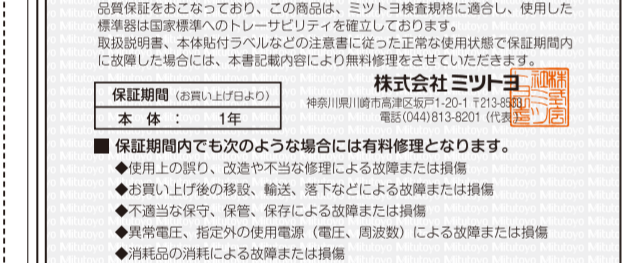 品質保証をおこなっており、この商品は、ミツトヨ検査規格に適合し、使用した
標準器は国家標準へのトレーサビリティを確立しております。
取扱説明書、本体貼付ラベルなどの注意書に従った正常な使用状態で保証期間内
に故障した場合には、本書記載内容により無料修理をさせていただきます。
株式会社ミツトヨ
保証期間（お買い上げ日より）
神奈川県川崎市高津区坂戸1-20-1 〒213-8533
本 体 ： 1年
電話(044)813-8201 (代表)
■ 保証期間内でも次のような場合には有料修理となります。
◆使用上の誤り、改造や不当な修理による故障または損傷
◆お買い上げ後の移設、輸送、落下などによる故障または損傷
◆不適当な保守、保管、保存による故障または損傷
◆異常電圧、指定外の使用電源（電圧、周波数）による故障または損傷
◆消耗品の消耗による故障または損傷